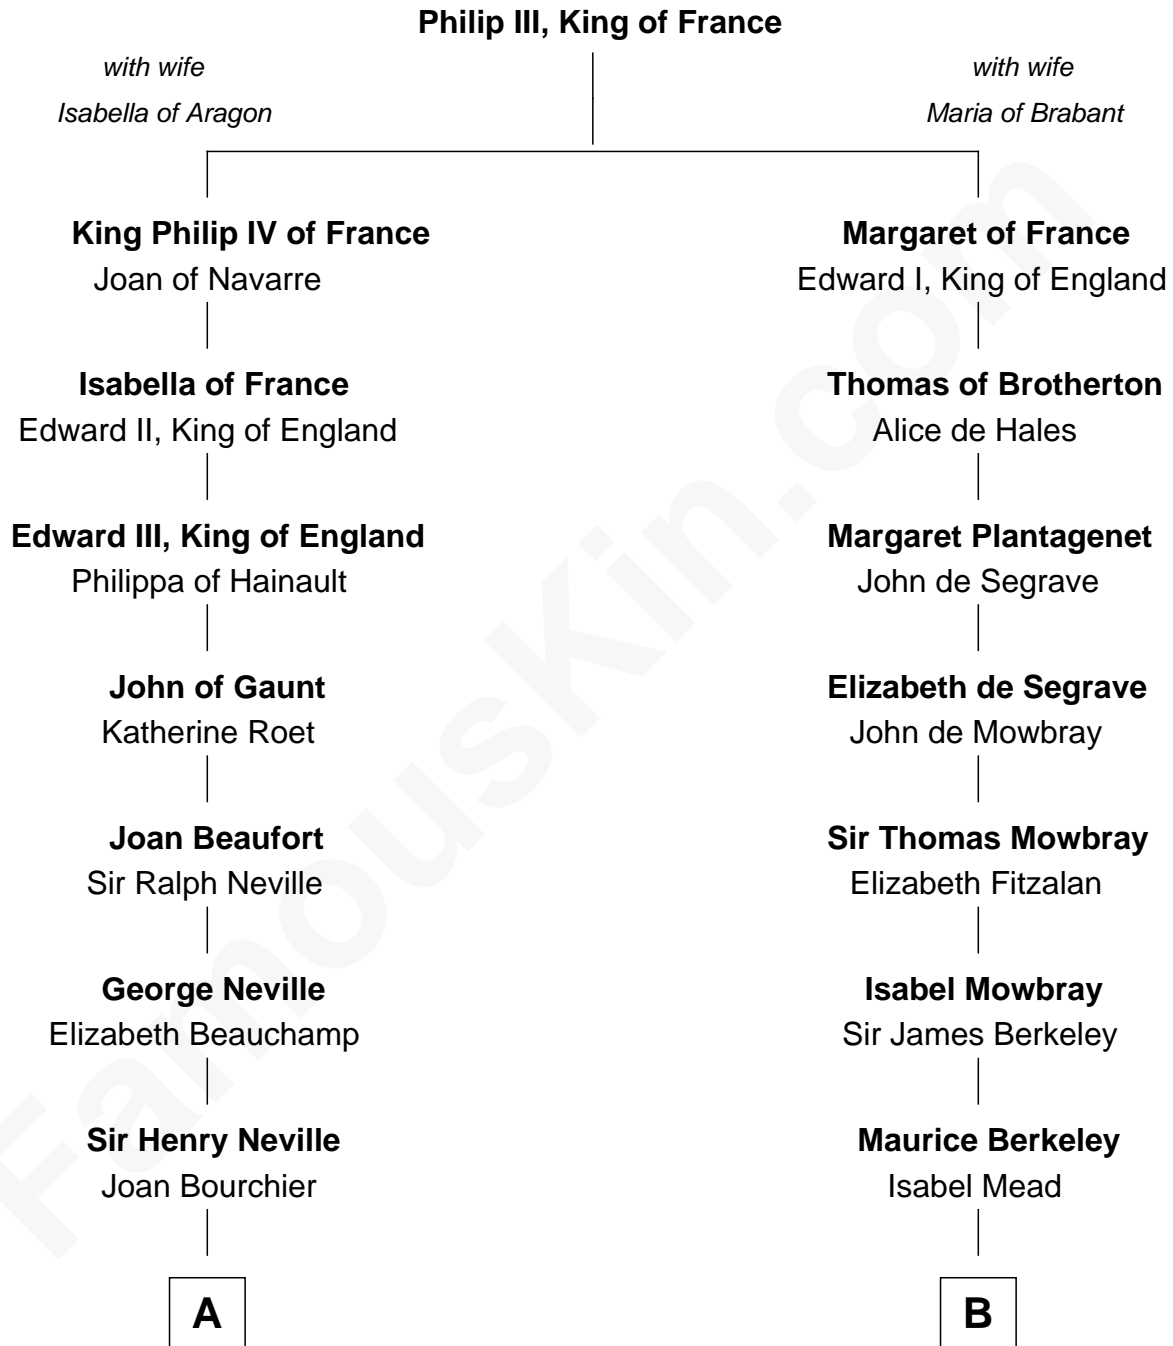 Philip III, King of France
with wife
Isabella of Aragon
with wife
Maria of Brabant
King Philip IV of France
Joan of Navarre
Margaret of France
Edward I, King of England
Isabella of France
Edward II, King of England
Thomas of Brotherton
Alice de Hales
Edward III, King of England
Philippa of Hainault
Margaret Plantagenet
John de Segrave
John of Gaunt
Katherine Roet
Elizabeth de Segrave
John de Mowbray
Joan Beaufort
Sir Ralph Neville
Sir Thomas Mowbray
Elizabeth Fitzalan
George Neville
Elizabeth Beauchamp
Isabel Mowbray
Sir James Berkeley
Sir Henry Neville
Joan Bourchier
Maurice Berkeley
Isabel Mead
A
B
FamousKin.com